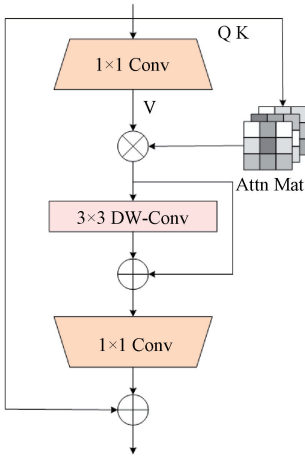 Q K
1×1 Conv
V
Attn Mat
3×3 DW-Conv
1×1 Conv